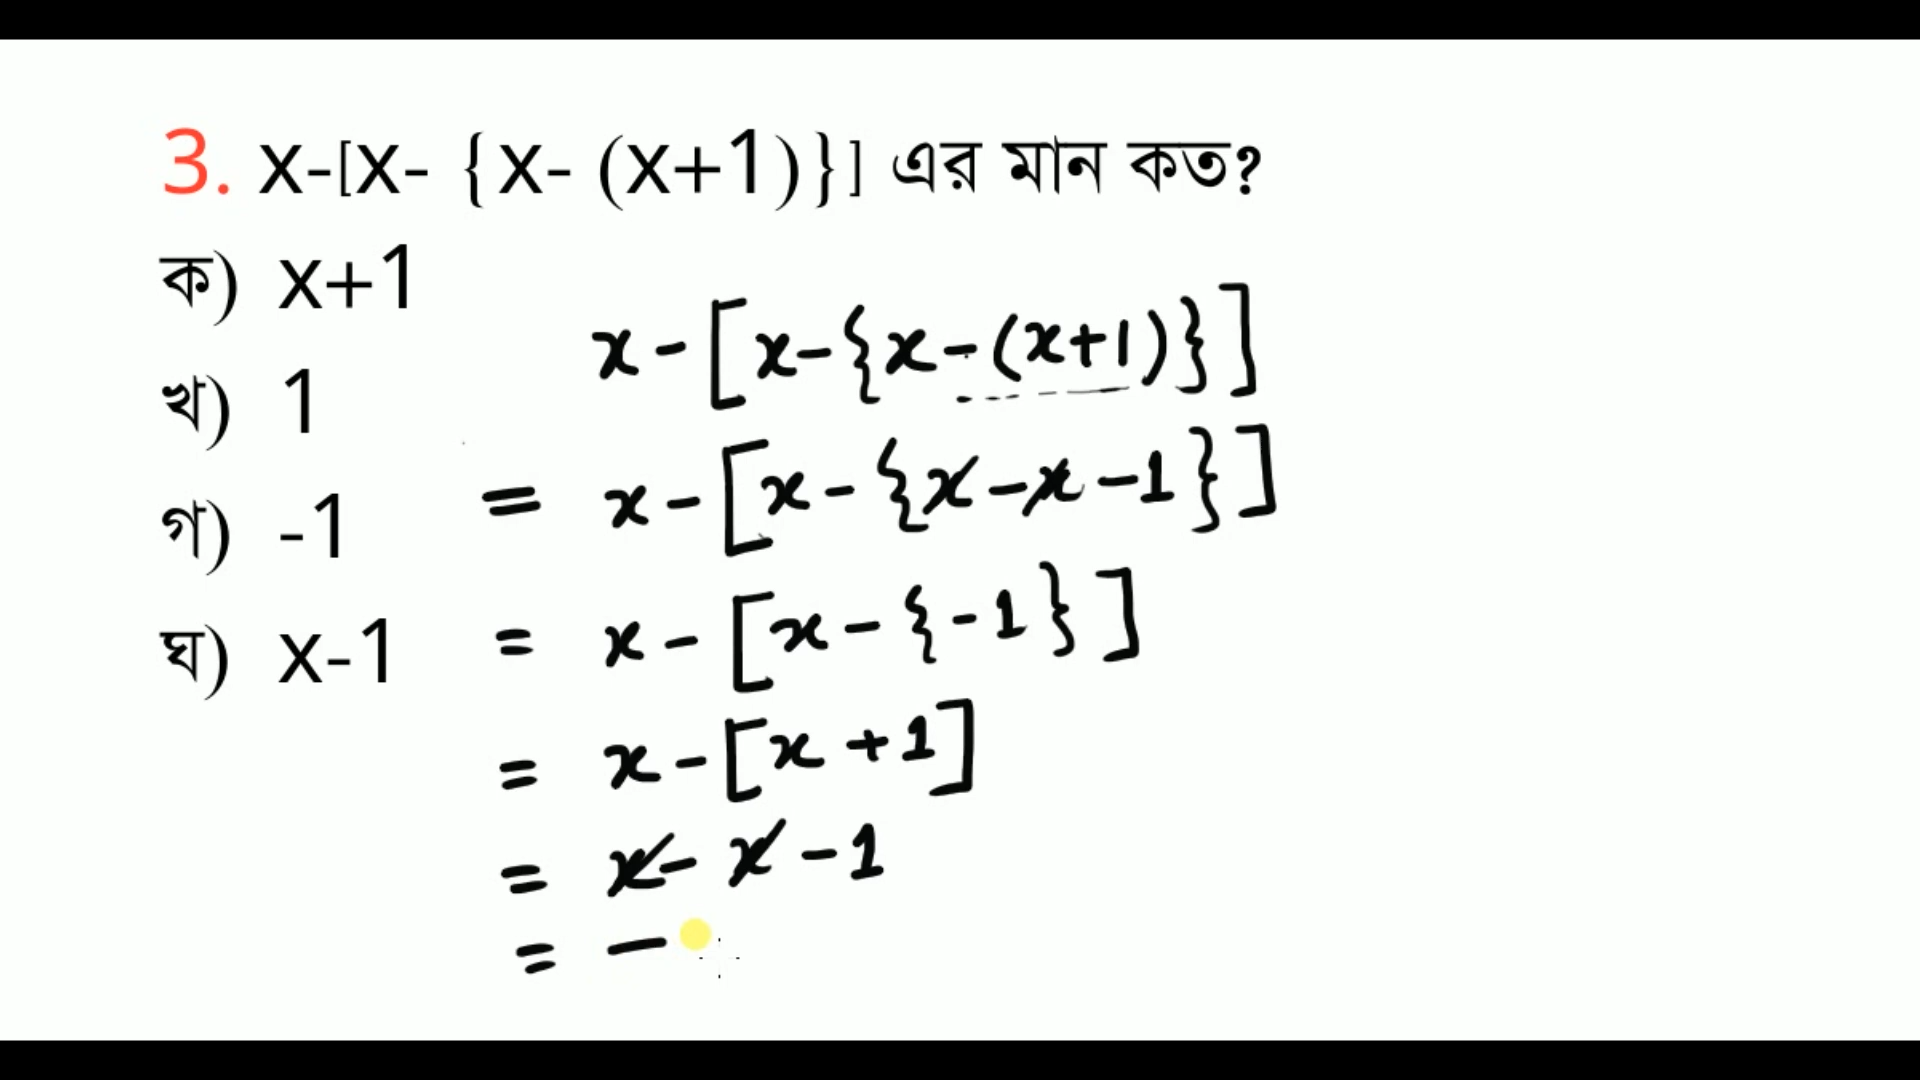 3. x-[x- {x- (x+1)}] এর মান কত?
ক) x+1
খ) 1
গ) -1
ঘ) x-1
x-[x-{x-(x+1)}]
= x-[x-{x-x-1}]
= x-[x-{-1}]
= x-[x+1]
= x-x-1
= -